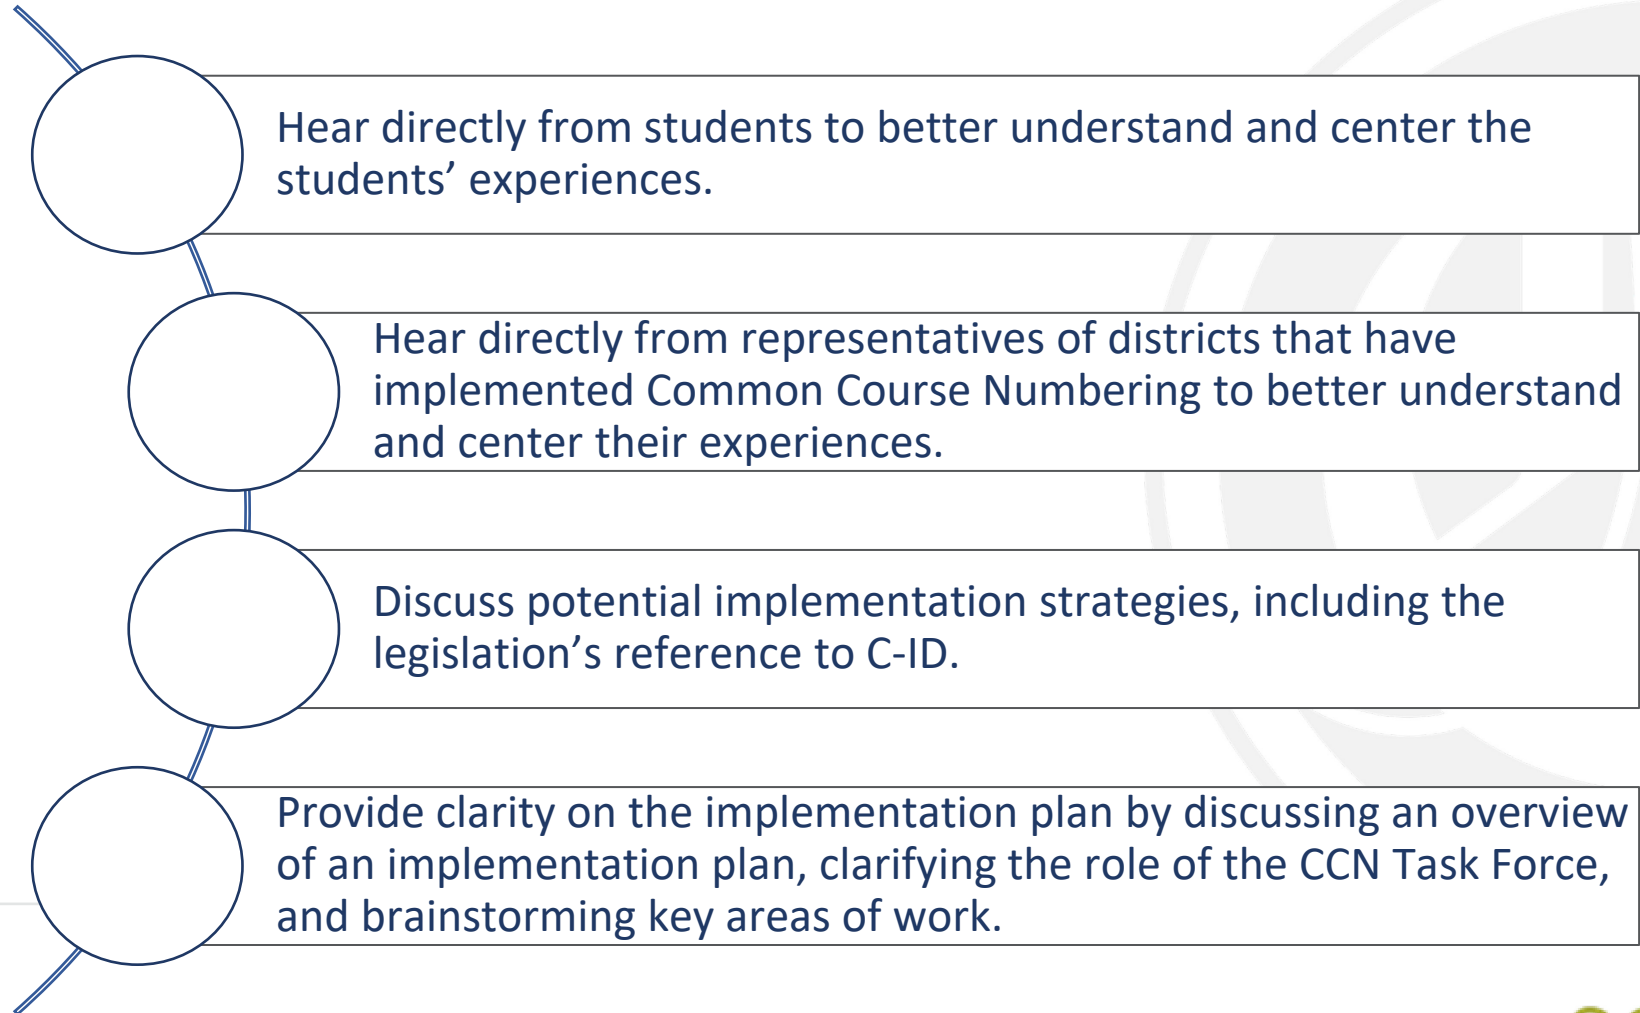 Hear directly from students to better understand and center the
students’ experiences.
Hear directly from representatives of districts that have
implemented Common Course Numbering to better understand
and center their experiences.
Discuss potential implementation strategies, including the
legislation’s reference to C-ID.
Provide clarity on the implementation plan by discussing an overview
of an implementation plan, clarifying the role of the CCN Task Force,
and brainstorming key areas of work.